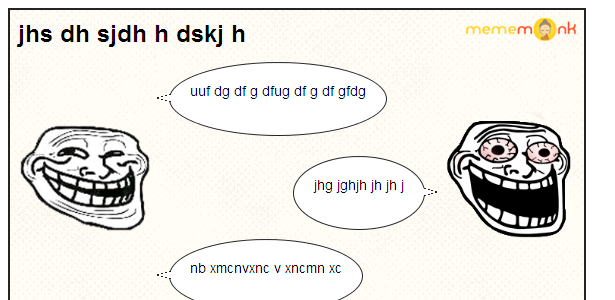 jhs dh sjdh h dskj h
mememonk
uuf dg df g dfug df g df gfdg
jhg jghjh jh jh j
nb xmcnvxnc v xncmn xc